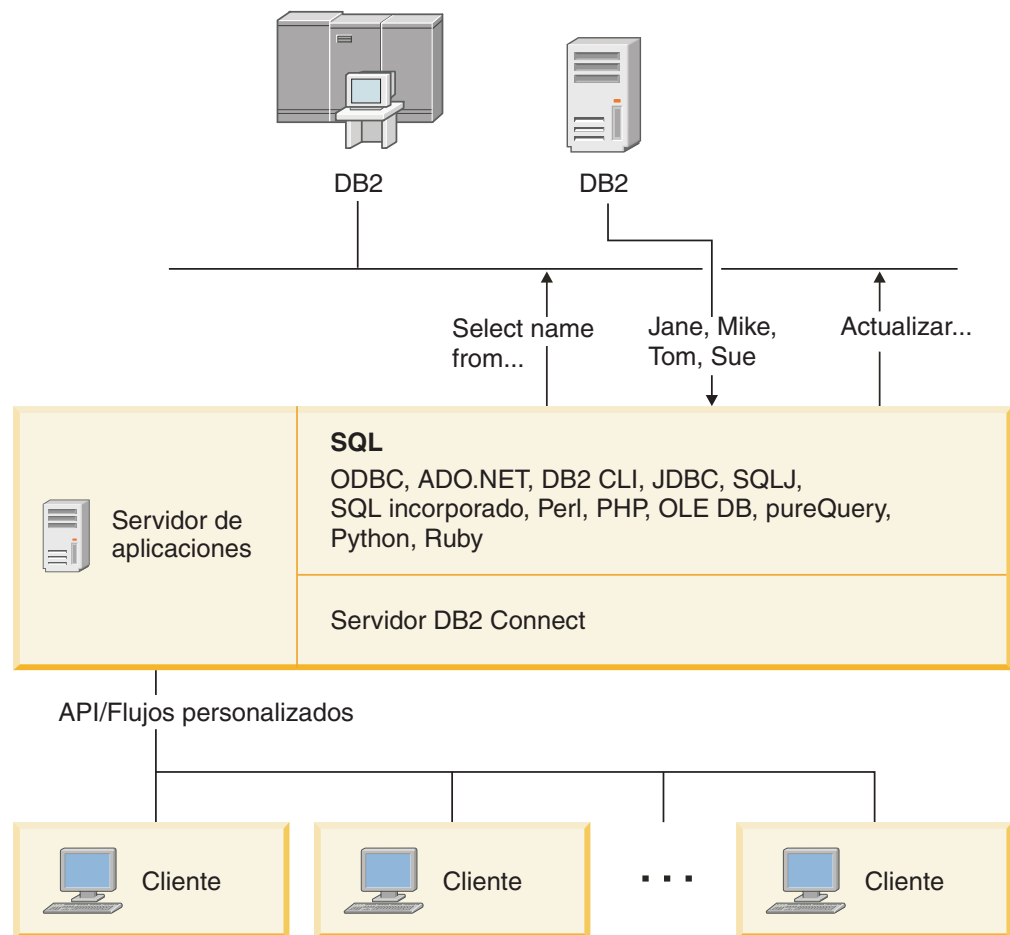 DB2
DB2
Select name
from...
Jane, Mike,
Tom, Sue
Actualizar...
Servidor de
aplicaciones
SQL
ODBC, ADO.NET, DB2 CLI, JDBC, SQLJ,
SQL incorporado, Perl, PHP, OLE DB, pureQuery,
Python, Ruby
Servidor DB2 Connect
API/Flujos personalizados
Cliente
Cliente
...
Cliente